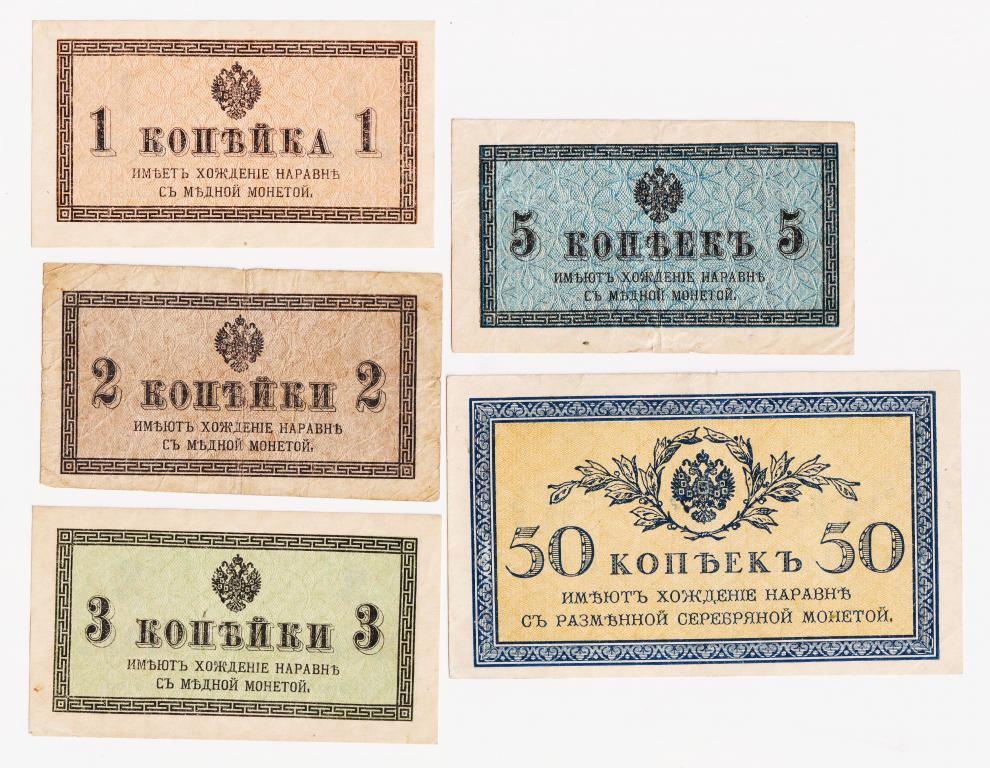 1 КОПѢЙКА 1
ИМѢЕТЪ ХОЖДЕНІЕ НАРАВНѢ
СЪ МѢДНОЙ МОНЕТОЙ.
2 КОПѢЙКИ 2
ИМѢЮТЪ ХОЖДЕНІЕ НАРАВНѢ
СЪ МѢДНОЙ МОНЕТОЙ.
3 КОПѢЙКИ 3
ИМѢЮТЪ ХОЖДЕНІЕ НАРАВНѢ
СЪ МѢДНОЙ МОНЕТОЙ.
5 КОПѢЕКЪ 5
ИМѢЮТЪ ХОЖДЕНІЕ НАРАВНѢ
СЪ МѢДНОЙ МОНЕТОЙ.
50 КОПѢЕКЪ 50
ИМѢЮТЪ ХОЖДЕНІЕ НАРАВНѢ
СЪ РАЗМѢННОЙ СЕРЕБРЯНОЙ МОНЕТОЙ.